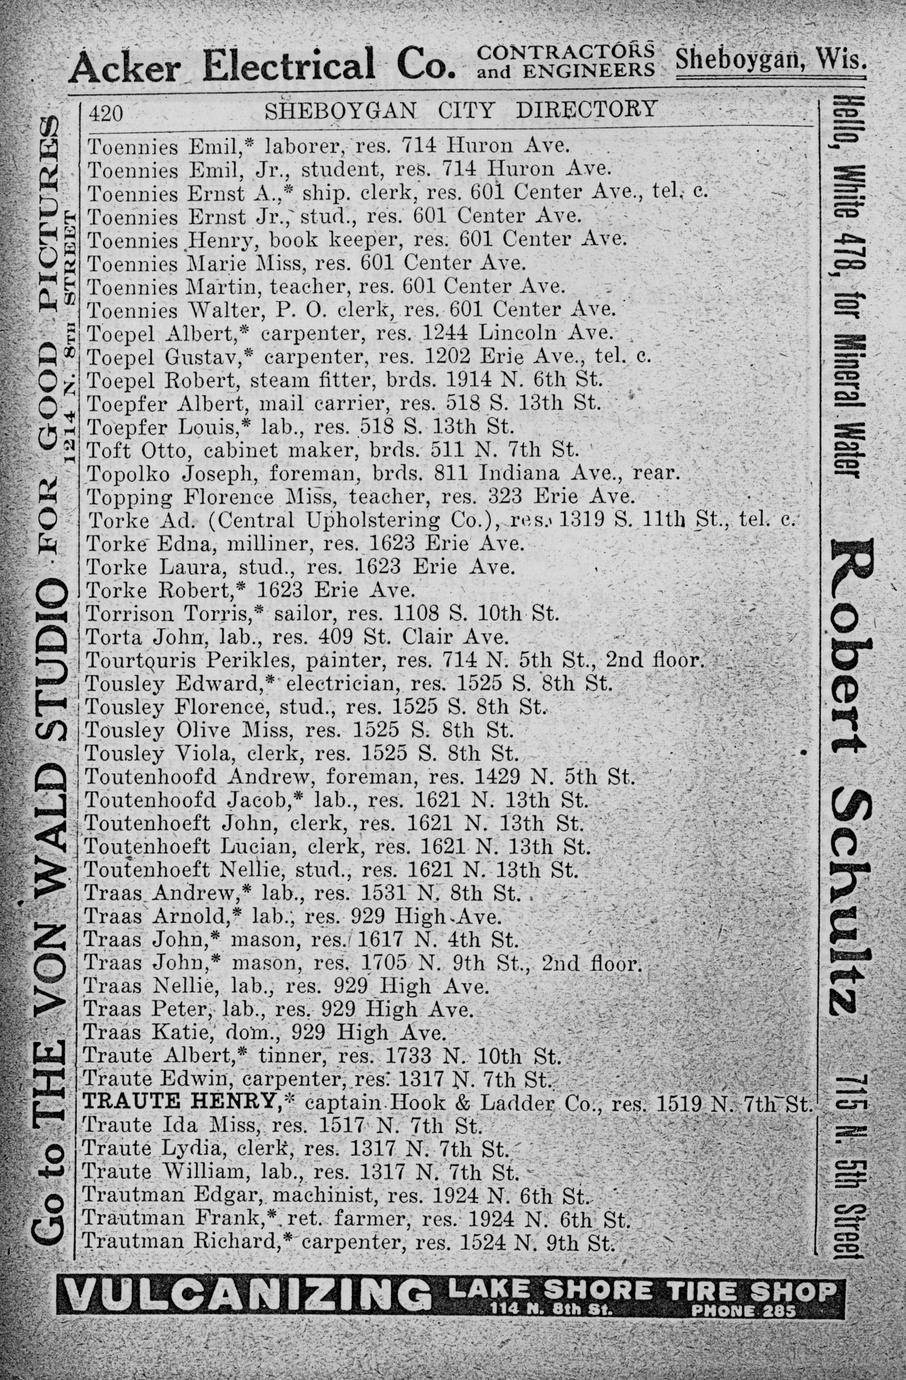 Acker Electrical Co. CONTRACTORS and ENGINEERS Sheboygan, Wis.
420 SHEBOYGAN CITY DIRECTORY
Toennies Emil,* laborer, res. 714 Huron Ave.
Toennies Emil, Jr., student, res. 714 Huron Ave.
Toennies Ernst A.,* ship. clerk, res. 601 Center Ave., tel. c.
Toennies Ernst Jr., stud., res. 601 Center Ave.
Toennies Henry, book keeper, res. 601 Center Ave.
Toennies Marie Miss, res. 601 Center Ave.
Toennies Martin, teacher, res. 601 Center Ave.
Toennies Walter, P. O. clerk, res. 601 Center Ave.
Toepel Albert,* carpenter, res. 1244 Lincoln Ave.
Toepel Gustav,* carpenter, res. 1202 Erie Ave., tel. c.
Toepel Robert, steam fitter, brds. 1914 N. 6th St.
Toepfer Albert, mail carrier, res. 518 S. 13th St.
Toepfer Louis,* lab., res. 518 S. 13th St.
Toft Otto, cabinet maker, brds. 511 N. 7th St.
Topolko Joseph, foreman, brds. 811 Indiana Ave., rear.
Topping Florence Miss, teacher, res. 323 Erie Ave.
Torke Ad. (Central Upholstering Co.), res. 1319 S. 11th St., tel. c.
Torke Edna, milliner, res. 1623 Erie Ave.
Torke Laura, stud., res. 1623 Erie Ave.
Torke Robert,* 1623 Erie Ave.
Torrison Torris,* sailor, res. 1108 S. 10th St.
Torta John, lab., res. 409 St. Clair Ave.
Tourtouris Perikles, painter, res. 714 N. 5th St., 2nd floor.
Tousley Edward,* electrician, res. 1525 S. 8th St.
Tousley Florence, stud., res. 1525 S. 8th St.
Tousley Olive Miss, res. 1525 S. 8th St.
Tousley Viola, clerk, res. 1525 S. 8th St.
Toutenhoofd Andrew, foreman, res. 1429 N. 5th St.
Toutenhoofd Jacob,* lab., res. 1621 N. 13th St.
Toutenhoeft John, clerk, res. 1621 N. 13th St.
Toutenhoeft Lucian, clerk, res. 1621 N. 13th St.
Toutenhoeft Nellie, stud., res. 1621 N. 13th St.
Traas Andrew,* lab., res. 1531 N. 8th St.
Traas Arnold,* lab., res. 929 High Ave.
Traas John,* mason, res. 1617 N. 4th St.
Traas John,* mason, res. 1705 N. 9th St., 2nd floor.
Traas Nellie, lab., res. 929 High Ave.
Traas Peter, lab., res. 929 High Ave.
Traas Katie, dom., 929 High Ave.
Traute Albert,* tinner, res. 1733 N. 10th St.
Traute Edwin, carpenter, res. 1317 N. 7th St.
TRAUTE HENRY,* captain Hook & Ladder Co., res. 1519 N. 7th St.
Traute Ida Miss, res. 1517 N. 7th St.
Traute Lydia, clerk, res. 1317 N. 7th St.
Traute William, lab., res. 1317 N. 7th St.
Trautman Edgar, machinist, res. 1924 N. 6th St.
Trautman Frank,* ret. farmer, res. 1924 N. 6th St.
Trautman Richard,* carpenter, res. 1524 N. 9th St.
Go to THE VON WALD STUDIO FOR GOOD PICTURES
1214 N. 8TH STREET
Hello, White 478, for Mineral Water Robert Schultz 715 N. 5th Street
VULCANIZING LAKE SHORE TIRE SHOP
114 N. 8th St. PHONE 285